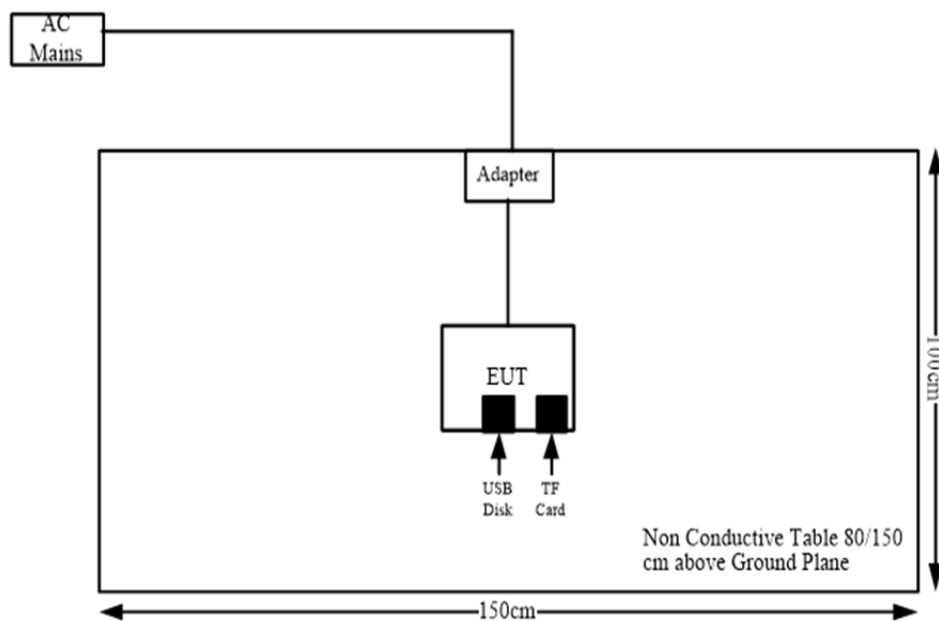 AC
Mains
Adapter
EUT
USB
Disk
TF
Card
Non Conductive Table 80/150
cm above Ground Plane
100cm
150cm